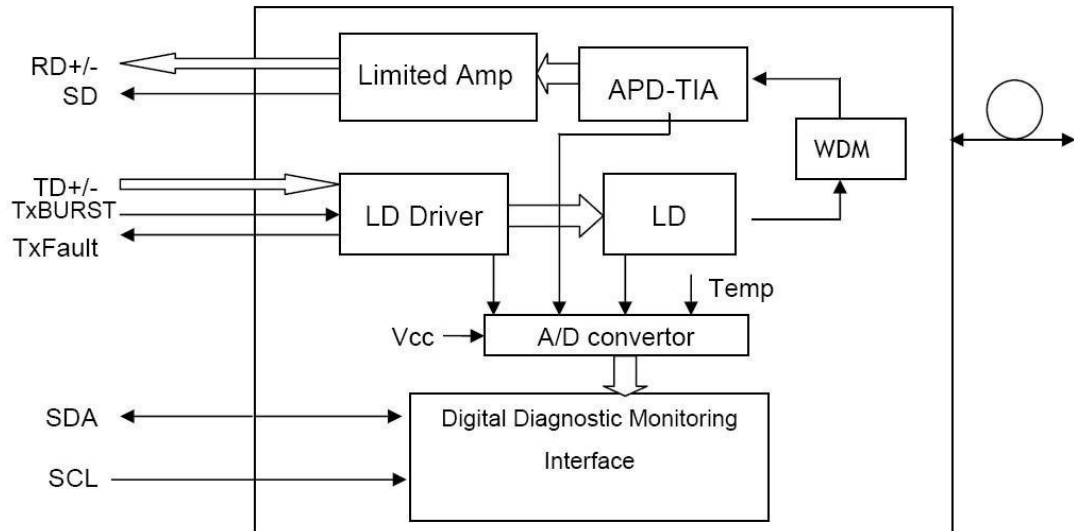 RD+/-
SD
Limited Amp
APD-TIA
WDM
TD+/-
TxBURST
TxFault
LD Driver
LD
Temp
Vcc
A/D convertor
SDA
SCL
Digital Diagnostic Monitoring
Interface